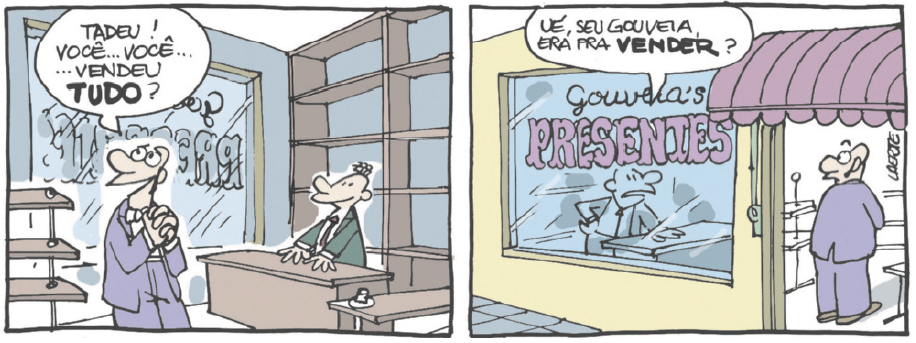 TADEU!
VOCÊ... VOCÊ...
...VENDEU
TUDO?
UÉ, SEU GOUVEIA,
ERA PRA VENDER?
Gouveia's
PRESENTES
LAERTE